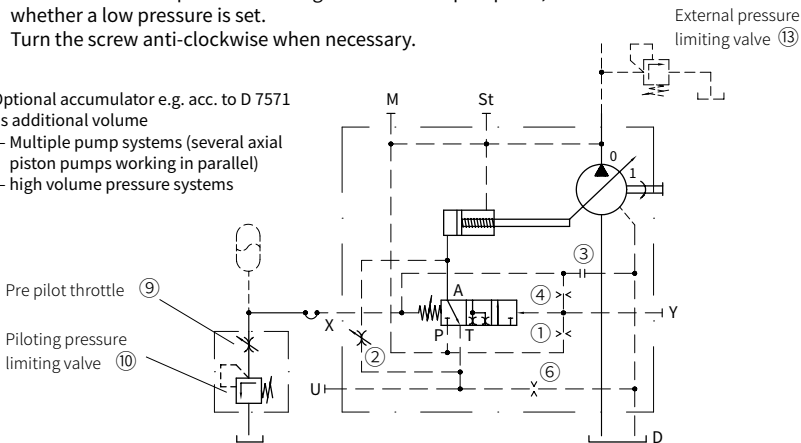 whether a low pressure is set.
Turn the screw anti-clockwise when necessary.
External pressure
limiting valve ⑬
Optional accumulator e.g. acc. to D 7571
as additional volume
– Multiple pump systems (several axial
piston pumps working in parallel)
– high volume pressure systems
M
St
0
1
③
Pre pilot throttle ⑨
A
④
X
Y
P T
①
Piloting pressure
limiting valve ⑩
②
⑥
U
D